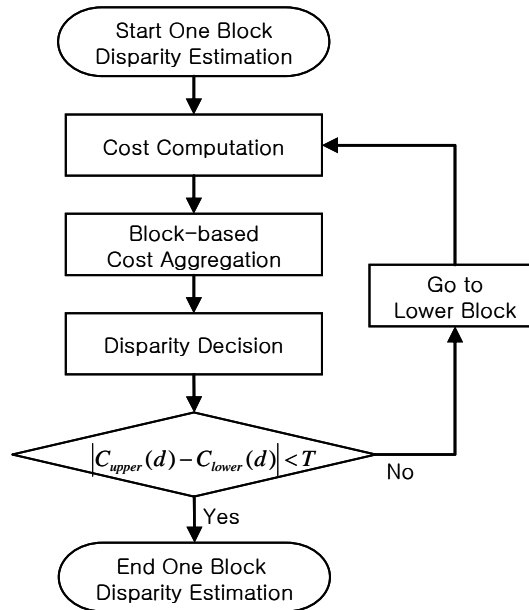 Start One Block
Disparity Estimation
Cost Computation
Block-based
Cost Aggregation
Go to
Lower Block
Disparity Decision
|C_upper(d) − C_lower(d)| < T
No
Yes
End One Block
Disparity Estimation